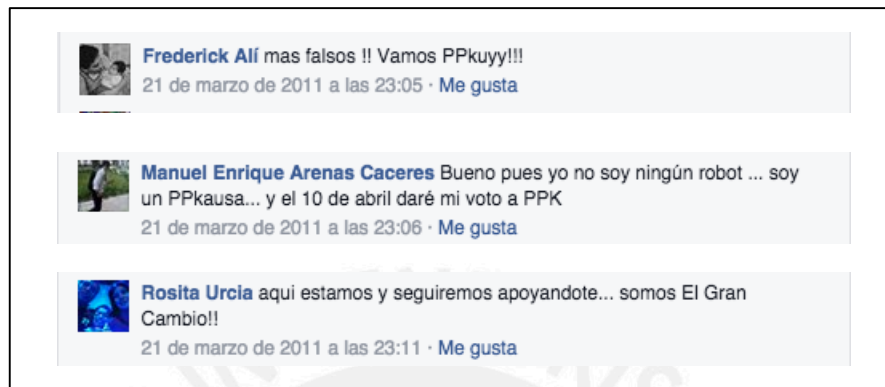 Frederick Alí mas falsos !! Vamos PPkuyy!!!
21 de marzo de 2011 a las 23:05 · Me gusta
Manuel Enrique Arenas Caceres Bueno pues yo no soy ningún robot ... soy
un PPkausa... y el 10 de abril daré mi voto a PPK
21 de marzo de 2011 a las 23:06 · Me gusta
Rosita Urcia aqui estamos y seguiremos apoyandote... somos El Gran
Cambio!!
21 de marzo de 2011 a las 23:11 · Me gusta